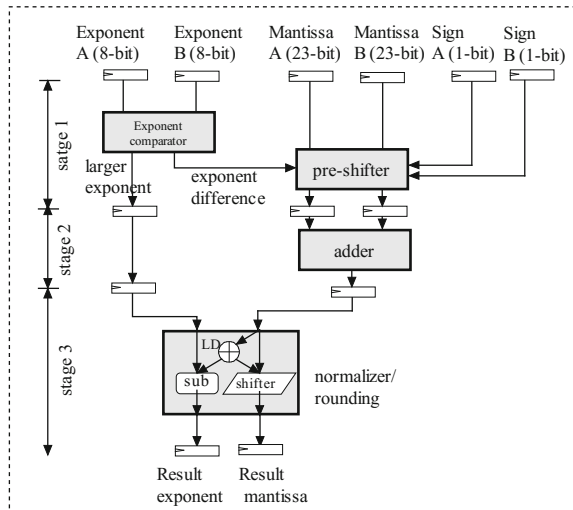 Exponent A (8-bit)
Exponent B (8-bit)
Mantissa A (23-bit)
Mantissa B (23-bit)
Sign A (1-bit)
Sign B (1-bit)
satge 1
Exponent comparator
larger exponent
exponent difference
pre-shifter
stage 2
adder
stage 3
LD
sub
shifter
normalizer/
rounding
Result exponent
Result mantissa